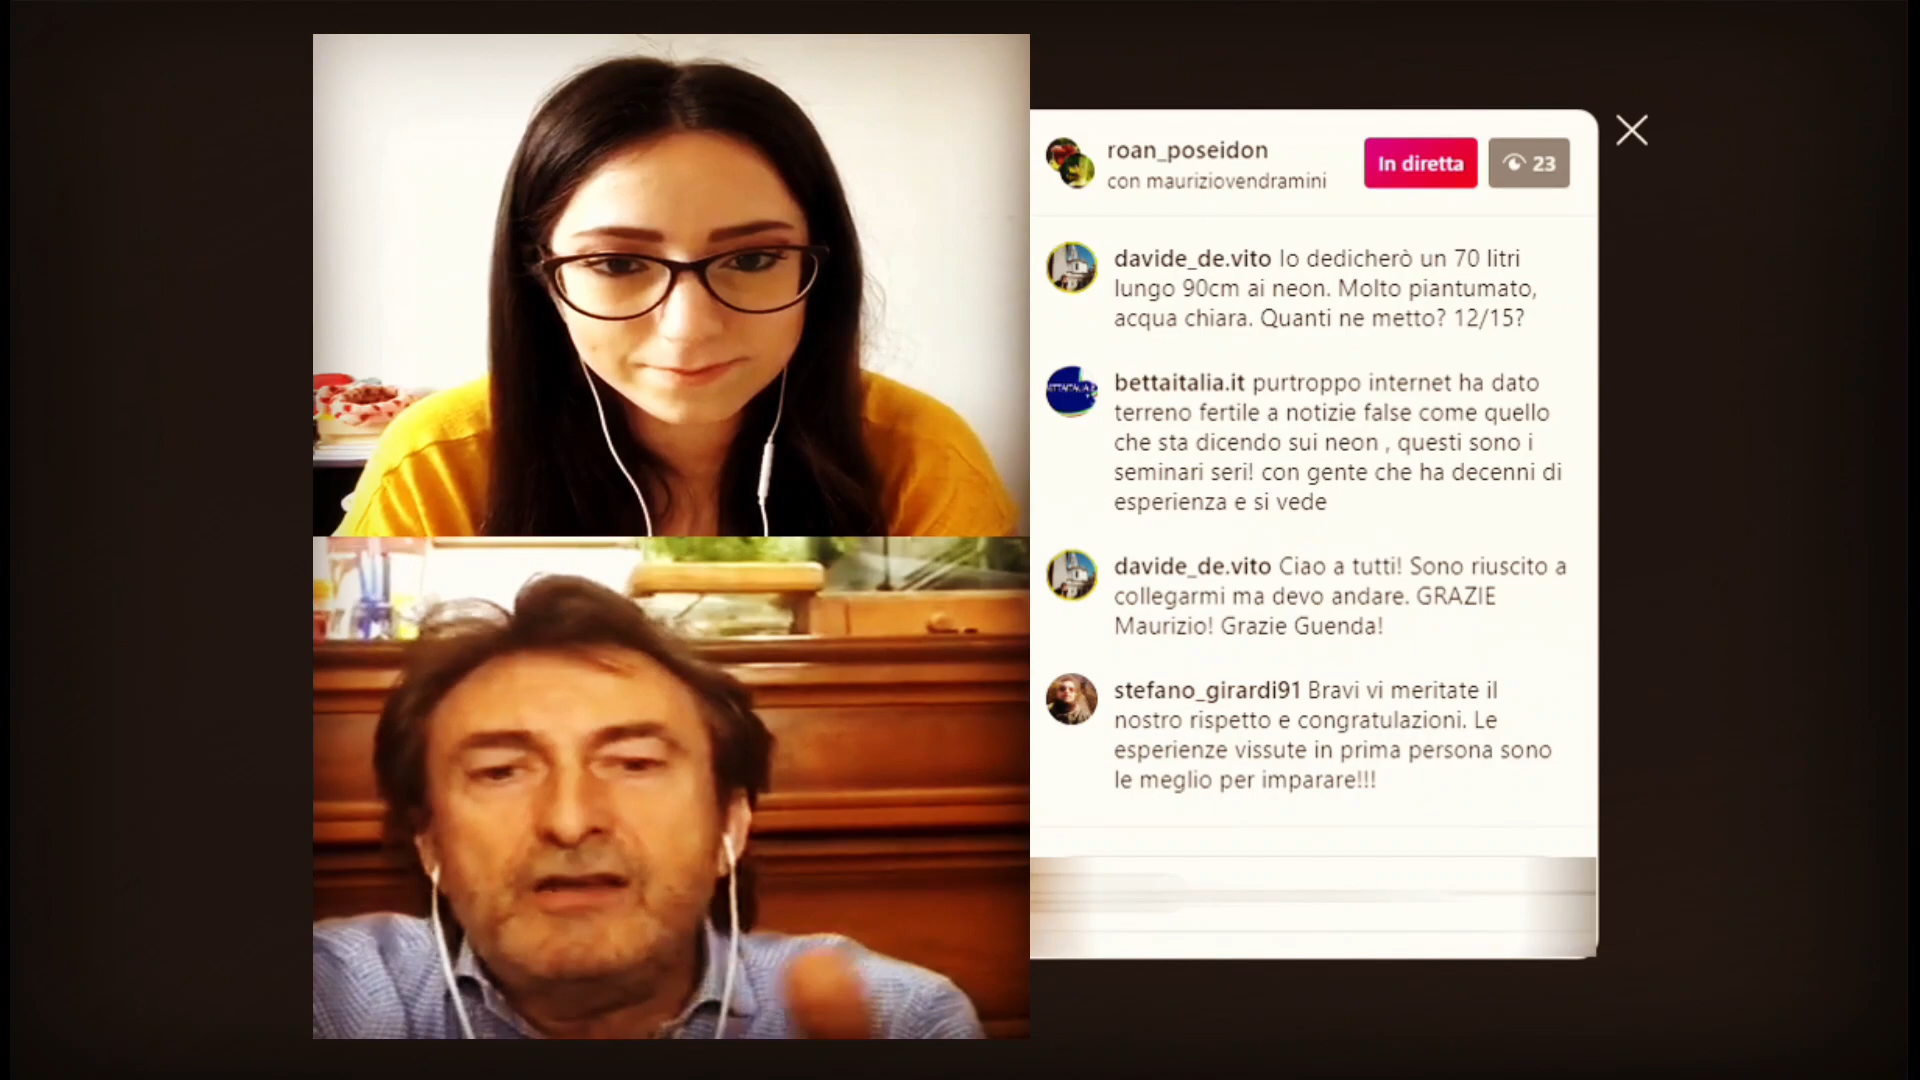 roan_poseidon
con mauriziovendramini
In diretta
23
davide_de.vito Io dedicherò un 70 litri
lungo 90cm ai neon. Molto piantumato,
acqua chiara. Quanti ne metto? 12/15?
BETTAITALIA.IT
bettaitalia.it purtroppo internet ha dato
terreno fertile a notizie false come quello
che sta dicendo sui neon , questi sono i
seminari seri! con gente che ha decenni di
esperienza e si vede
davide_de.vito Ciao a tutti! Sono riuscito a
collegarmi ma devo andare. GRAZIE
Maurizio! Grazie Guenda!
stefano_girardi91 Bravi vi meritate il
nostro rispetto e congratulazioni. Le
esperienze vissute in prima persona sono
le meglio per imparare!!!